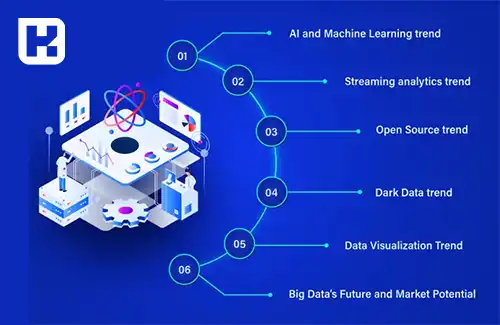 01
AI and Machine Learning trend
02
Streaming analytics trend
03
Open Source trend
04
Dark Data trend
05
Data Visualization Trend
06
Big Data's Future and Market Potential